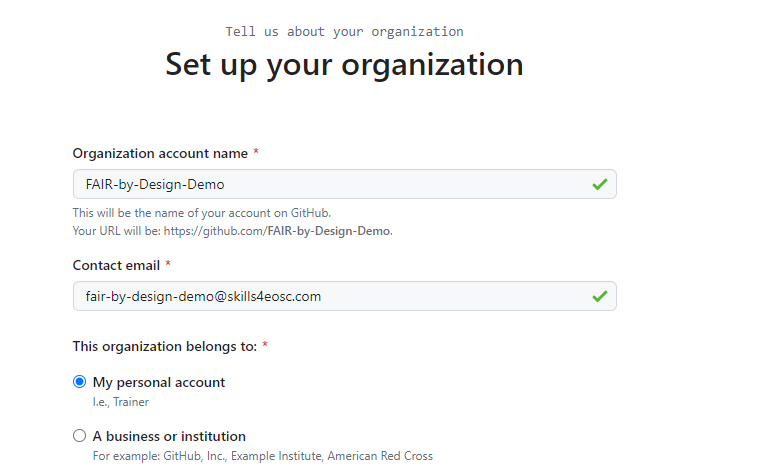 Tell us about your organization
Set up your organization
Organization account name *
FAIR-by-Design-Demo
This will be the name of your account on GitHub.
Your URL will be: https://github.com/FAIR-by-Design-Demo.
Contact email *
fair-by-design-demo@skills4eosc.com
This organization belongs to: *
My personal account
I.e., Trainer
A business or institution
For example: GitHub, Inc., Example Institute, American Red Cross